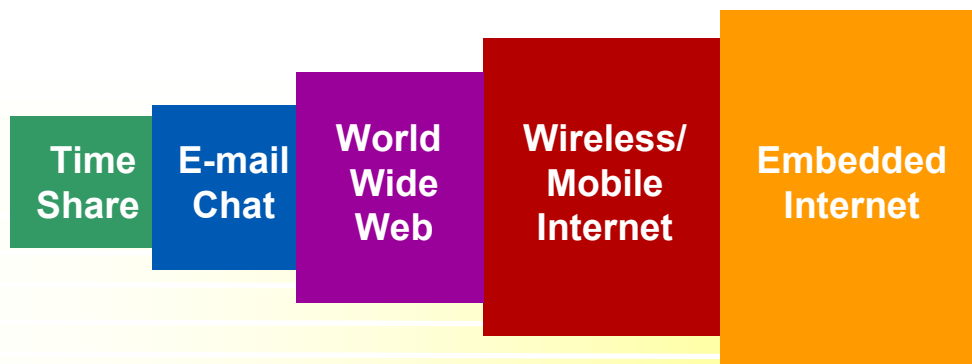 Time
Share
E-mail
Chat
World
Wide
Web
Wireless/
Mobile
Internet
Embedded
Internet